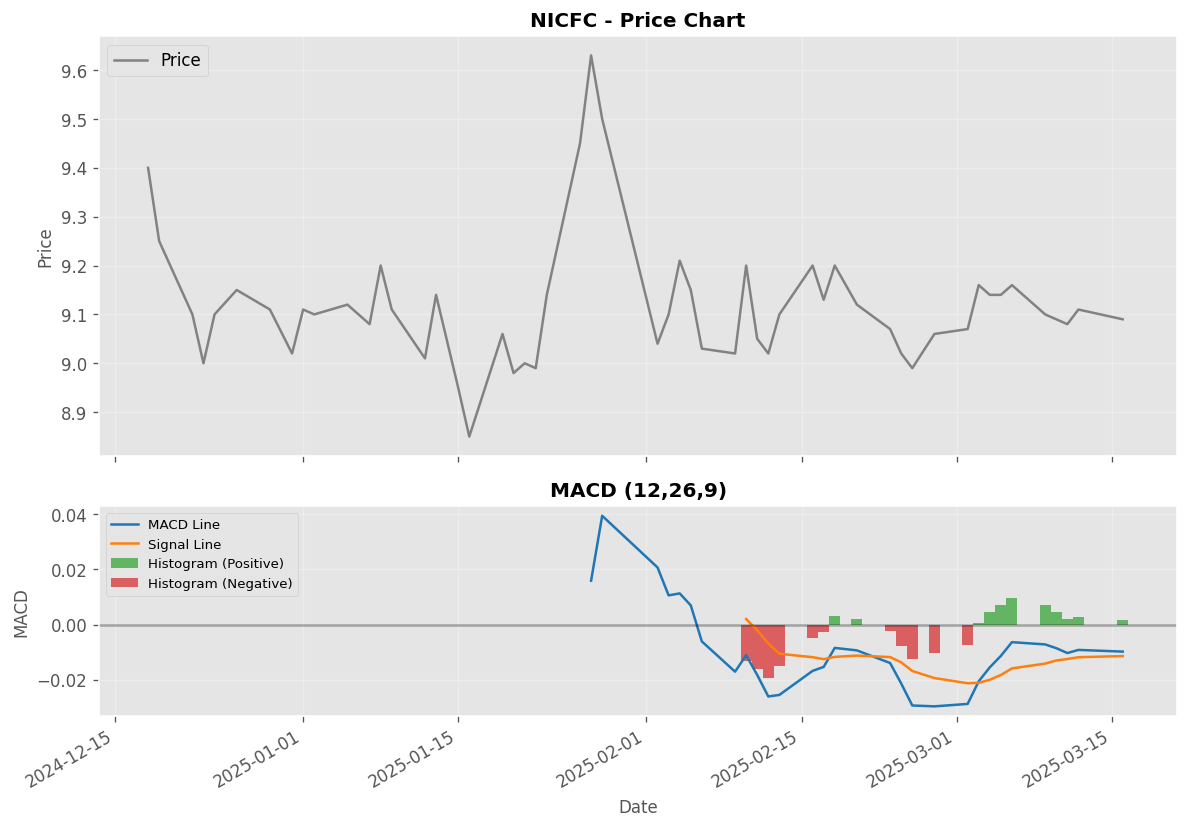 NICFC - Price Chart
Price
9.6
9.5
9.4
9.3
9.2
9.1
9.0
8.9
Price
MACD (12,26,9)
MACD Line
Signal Line
Histogram (Positive)
Histogram (Negative)
0.04
0.02
0.00
−0.02
MACD
2024-12-15
2025-01-01
2025-01-15
2025-02-01
2025-02-15
2025-03-01
2025-03-15
Date